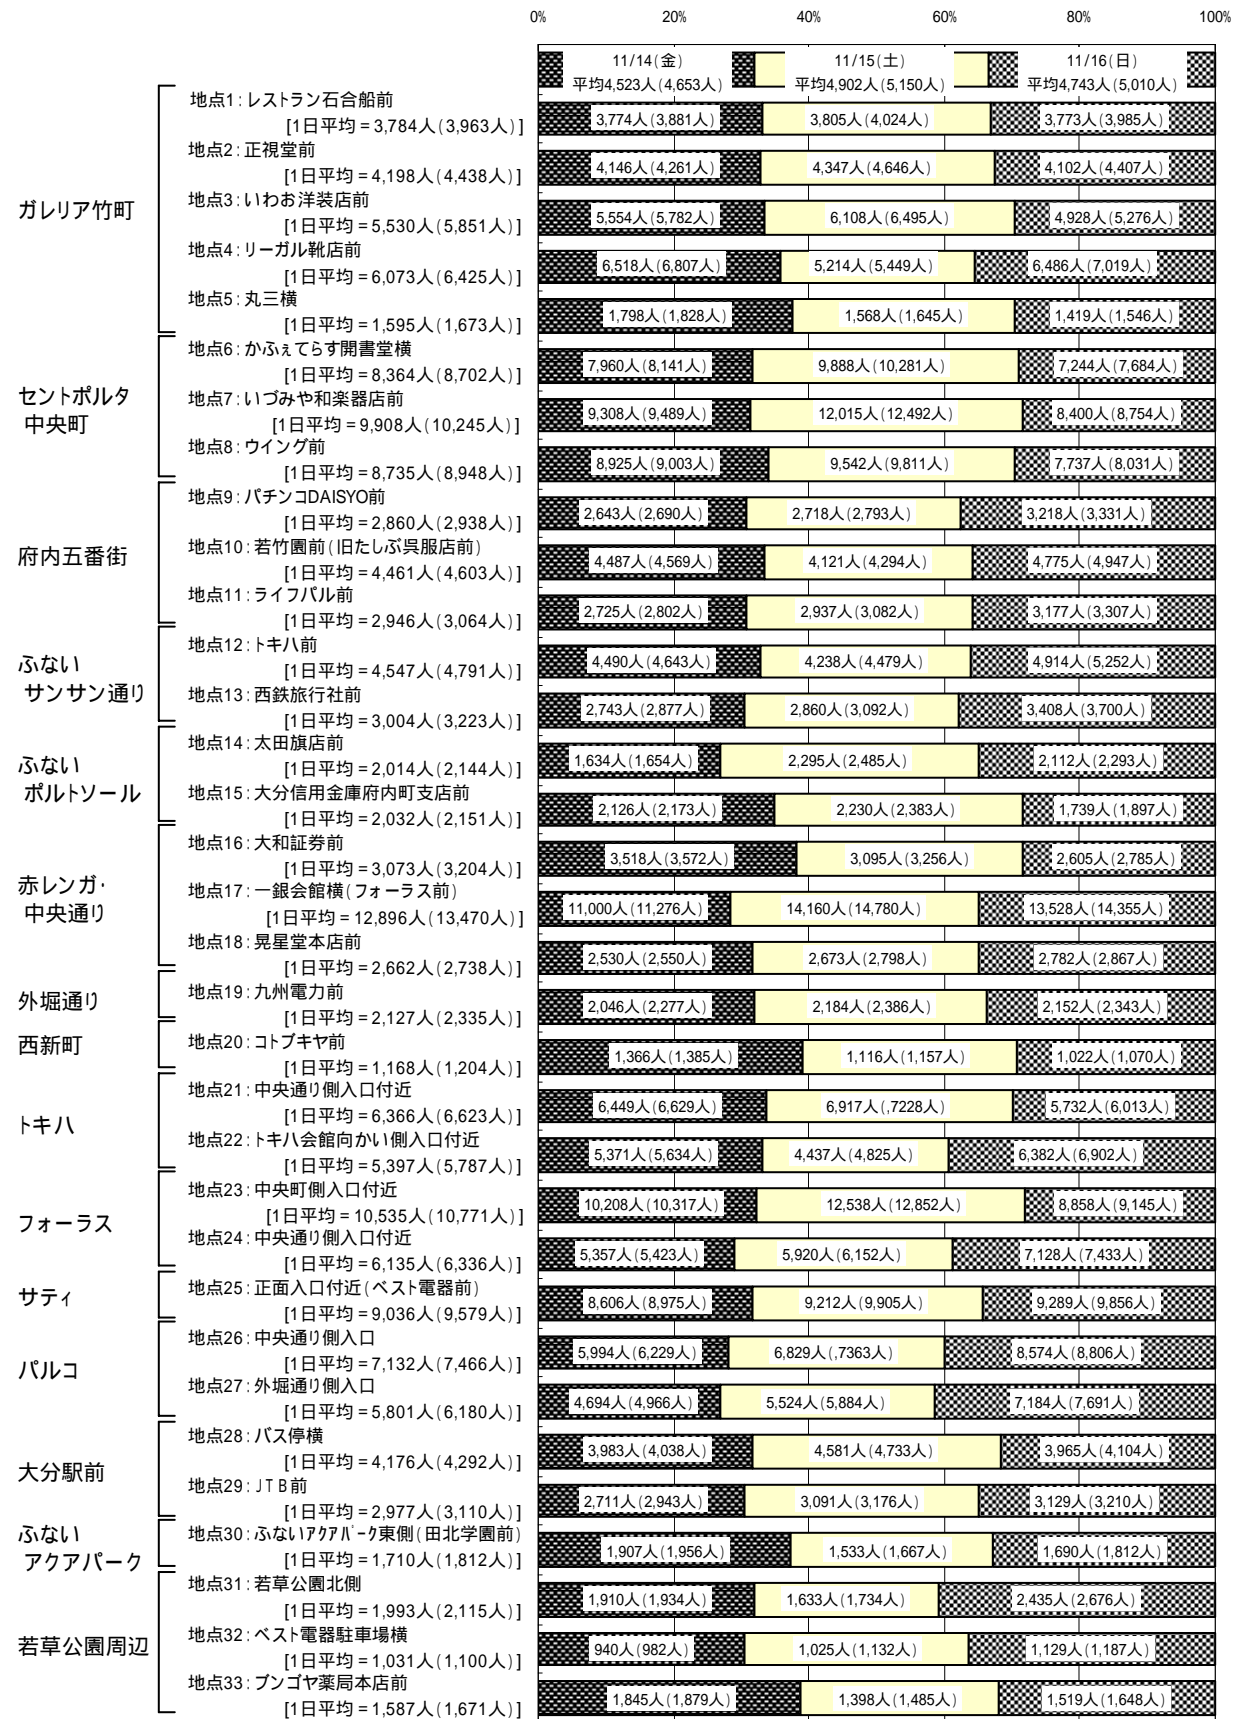 0%
20%
40%
60%
80%
100%
11/14(金)
平均4,523人(4,653人)
11/15(土)
平均4,902人(5,150人)
11/16(日)
平均4,743人(5,010人)
ガレリア竹町
地点1：レストラン石合船前
[1日平均＝3,784人(3,963人)]
3,774人(3,881人)
3,805人(4,024人)
3,773人(3,985人)
地点2：正視堂前
[1日平均＝4,198人(4,438人)]
4,146人(4,261人)
4,347人(4,646人)
4,102人(4,407人)
地点3：いわお洋装店前
[1日平均＝5,530人(5,851人)]
5,554人(5,782人)
6,108人(6,495人)
4,928人(5,276人)
地点4：リーガル靴店前
[1日平均＝6,073人(6,425人)]
6,518人(6,807人)
5,214人(5,449人)
6,486人(7,019人)
地点5：丸三横
[1日平均＝1,595人(1,673人)]
1,798人(1,828人)
1,568人(1,645人)
1,419人(1,546人)
セントポルタ
中央町
地点6：かふぇてらす開書堂横
[1日平均＝8,364人(8,702人)]
7,960人(8,141人)
9,888人(10,281人)
7,244人(7,684人)
地点7：いづみや和楽器店前
[1日平均＝9,908人(10,245人)]
9,308人(9,489人)
12,015人(12,492人)
8,400人(8,754人)
地点8：ウイング前
[1日平均＝8,735人(8,948人)]
8,925人(9,003人)
9,542人(9,811人)
7,737人(8,031人)
府内五番街
地点9：パチンコDAISYO前
[1日平均＝2,860人(2,938人)]
2,643人(2,690人)
2,718人(2,793人)
3,218人(3,331人)
地点10：若竹園前(旧たしぶ呉服店前)
[1日平均＝4,461人(4,603人)]
4,487人(4,569人)
4,121人(4,294人)
4,775人(4,947人)
地点11：ライフパル前
[1日平均＝2,946人(3,064人)]
2,725人(2,802人)
2,937人(3,082人)
3,177人(3,307人)
ふない
サンサン通り
地点12：トキハ前
[1日平均＝4,547人(4,791人)]
4,490人(4,643人)
4,238人(4,479人)
4,914人(5,252人)
地点13：西鉄旅行社前
[1日平均＝3,004人(3,223人)]
2,743人(2,877人)
2,860人(3,092人)
3,408人(3,700人)
ふない
ポルトソール
地点14：太田旗店前
[1日平均＝2,014人(2,144人)]
1,634人(1,654人)
2,295人(2,485人)
2,112人(2,293人)
地点15：大分信用金庫府内町支店前
[1日平均＝2,032人(2,151人)]
2,126人(2,173人)
2,230人(2,383人)
1,739人(1,897人)
赤レンガ・
中央通り
地点16：大和証券前
[1日平均＝3,073人(3,204人)]
3,518人(3,572人)
3,095人(3,256人)
2,605人(2,785人)
地点17：一銀会館横(フォーラス前)
[1日平均＝12,896人(13,470人)]
11,000人(11,276人)
14,160人(14,780人)
13,528人(14,355人)
地点18：晃星堂本店前
[1日平均＝2,662人(2,738人)]
2,530人(2,550人)
2,673人(2,798人)
2,782人(2,867人)
外堀通り
地点19：九州電力前
[1日平均＝2,127人(2,335人)]
2,046人(2,277人)
2,184人(2,386人)
2,152人(2,343人)
西新町
地点20：コトブキヤ前
[1日平均＝1,168人(1,204人)]
1,366人(1,385人)
1,116人(1,157人)
1,022人(1,070人)
トキハ
地点21：中央通り側入口付近
[1日平均＝6,366人(6,623人)]
6,449人(6,629人)
6,917人(,7228人)
5,732人(6,013人)
地点22：トキハ会館向かい側入口付近
[1日平均＝5,397人(5,787人)]
5,371人(5,634人)
4,437人(4,825人)
6,382人(6,902人)
フォーラス
地点23：中央町側入口付近
[1日平均＝10,535人(10,771人)]
10,208人(10,317人)
12,538人(12,852人)
8,858人(9,145人)
地点24：中央通り側入口付近
[1日平均＝6,135人(6,336人)]
5,357人(5,423人)
5,920人(6,152人)
7,128人(7,433人)
サティ
地点25：正面入口付近(ベスト電器前)
[1日平均＝9,036人(9,579人)]
8,606人(8,975人)
9,212人(9,905人)
9,289人(9,856人)
パルコ
地点26：中央通り側入口
[1日平均＝7,132人(7,466人)]
5,994人(6,229人)
6,829人(,7363人)
8,574人(8,806人)
地点27：外堀通り側入口
[1日平均＝5,801人(6,180人)]
4,694人(4,966人)
5,524人(5,884人)
7,184人(7,691人)
大分駅前
地点28：バス停横
[1日平均＝4,176人(4,292人)]
3,983人(4,038人)
4,581人(4,733人)
3,965人(4,104人)
地点29：JTB前
[1日平均＝2,977人(3,110人)]
2,711人(2,943人)
3,091人(3,176人)
3,129人(3,210人)
ふない
アクアパーク
地点30：ふないｱｸｱﾊﾟｰｸ東側(田北学園前)
[1日平均＝1,710人(1,812人)]
1,907人(1,956人)
1,533人(1,667人)
1,690人(1,812人)
若草公園周辺
地点31：若草公園北側
[1日平均＝1,993人(2,115人)]
1,910人(1,934人)
1,633人(1,734人)
2,435人(2,676人)
地点32：ベスト電器駐車場横
[1日平均＝1,031人(1,100人)]
940人(982人)
1,025人(1,132人)
1,129人(1,187人)
地点33：ブンゴヤ薬局本店前
[1日平均＝1,587人(1,671人)]
1,845人(1,879人)
1,398人(1,485人)
1,519人(1,648人)